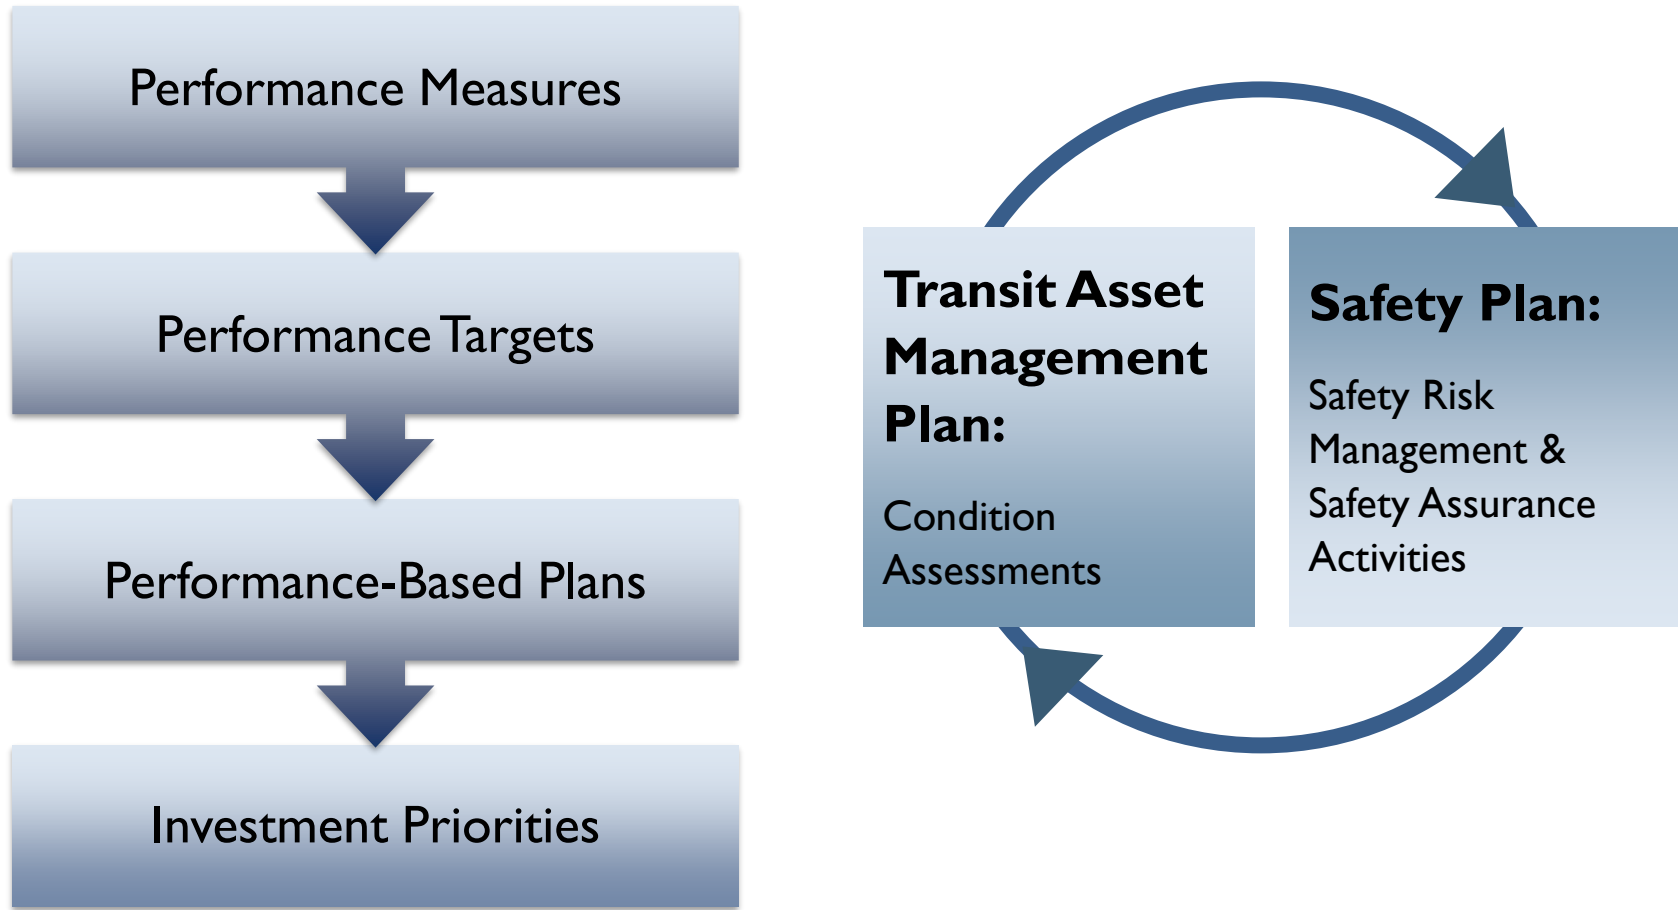 Performance Measures
Performance Targets
Performance-Based Plans
Investment Priorities
Transit Asset
Management
Plan:
Condition
Assessments
Safety Plan:
Safety Risk
Management &
Safety Assurance
Activities